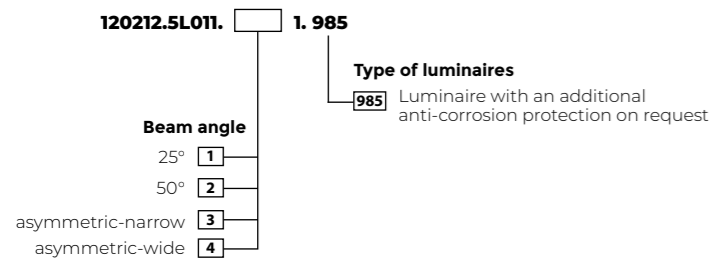 120212.5L011. 1. 985
Type of luminaires
985 Luminaire with an additional
anti-corrosion protection on request
Beam angle
25° 1
50° 2
asymmetric-narrow 3
asymmetric-wide 4